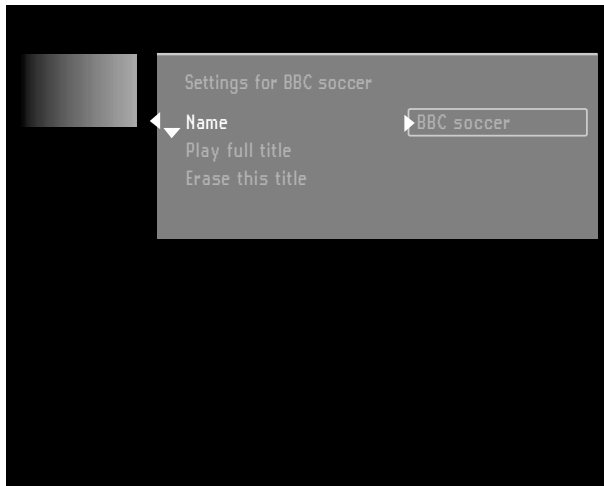 Settings for BBC soccer
Name BBC soccer
Play full title
Erase this title